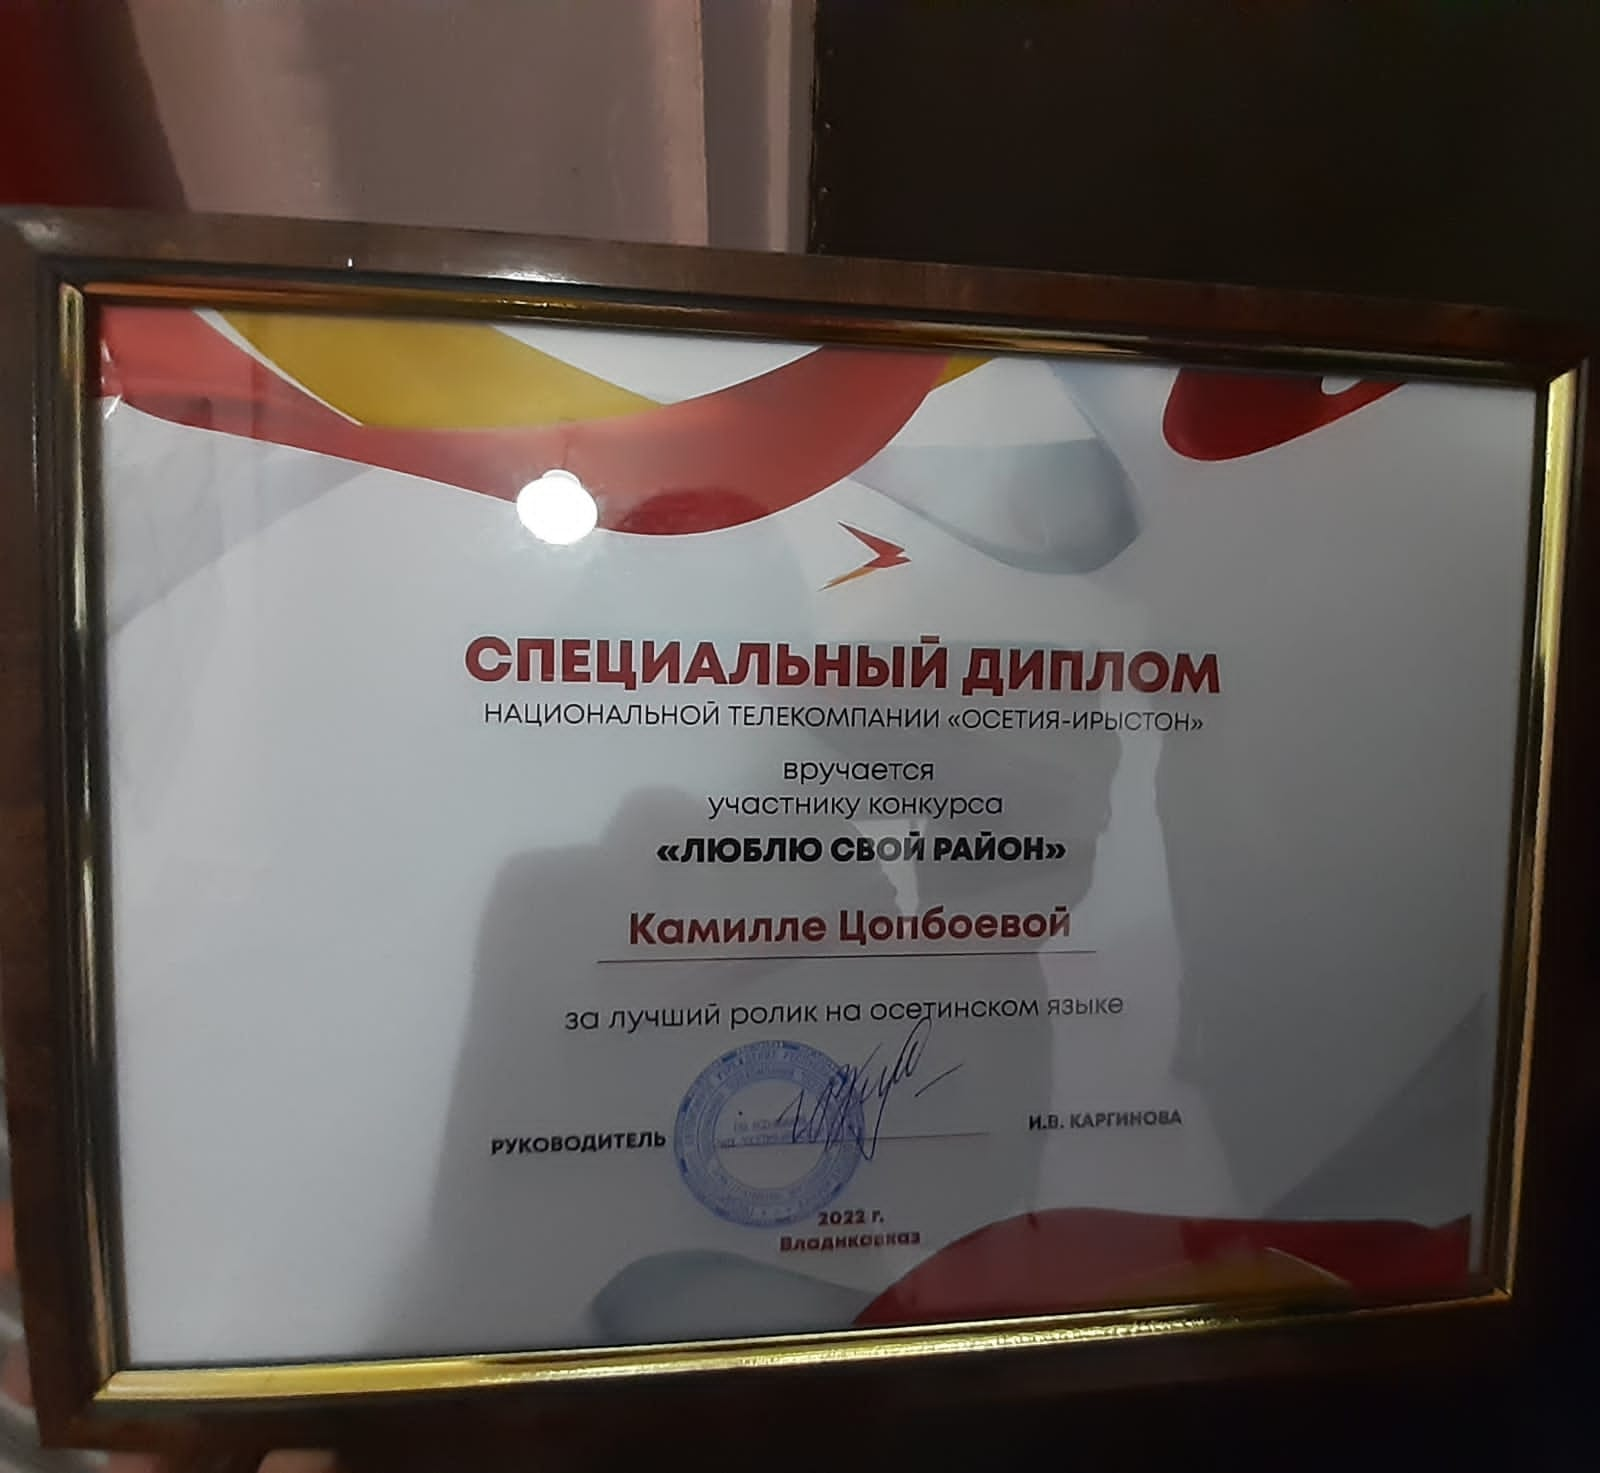 СПЕЦИАЛЬНЫЙ ДИПЛОМ
НАЦИОНАЛЬНОЙ ТЕЛЕКОМПАНИИ «ОСЕТИЯ-ИРЫСТОН»
вручается
участнику конкурса
«ЛЮБЛЮ СВОЙ РАЙОН»
Камилле Цопбоевой
за лучший ролик на осетинском языке
РУКОВОДИТЕЛЬ
И.В. КАРГИНОВА
2022 г.
Владикавказ